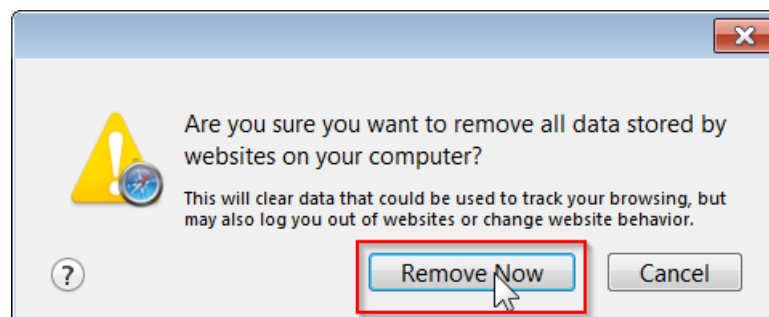 Are you sure you want to remove all data stored by
websites on your computer?
This will clear data that could be used to track your browsing, but
may also log you out of websites or change website behavior.
?
Remove Now
Cancel